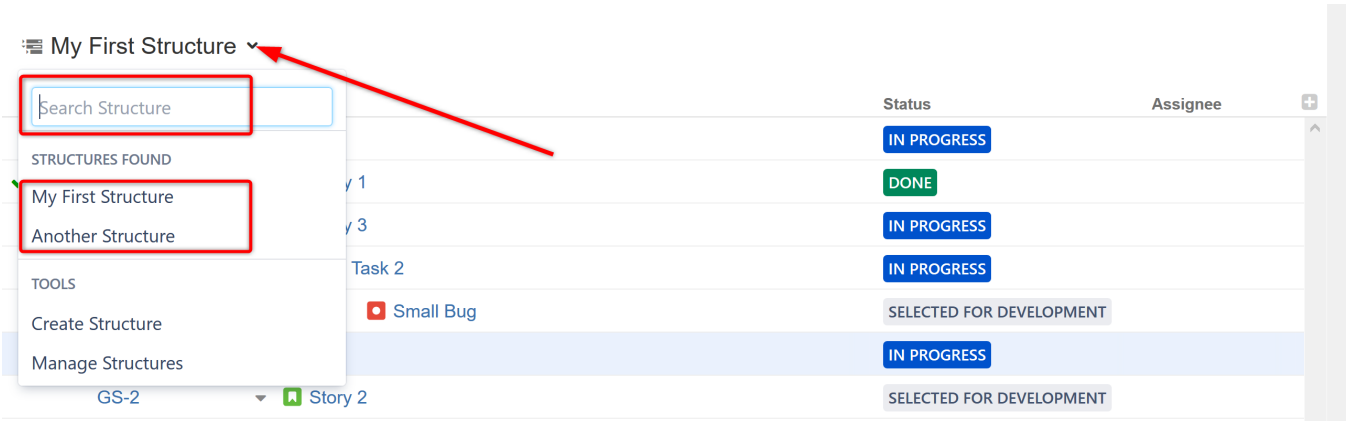 My First Structure
Search Structure
Status Assignee
IN PROGRESS
STRUCTURES FOUND
y 1 DONE
My First Structure
y 3 IN PROGRESS
Another Structure
Task 2 IN PROGRESS
TOOLS
Small Bug SELECTED FOR DEVELOPMENT
Create Structure
IN PROGRESS
Manage Structures
GS-2 Story 2 SELECTED FOR DEVELOPMENT